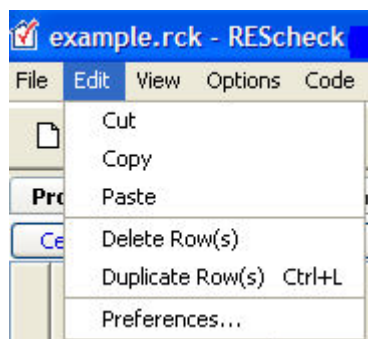 example.rck - REScheck
File Edit View Options Code
Cut
Copy
Paste
Delete Row(s)
Duplicate Row(s) Ctrl+L
Preferences...